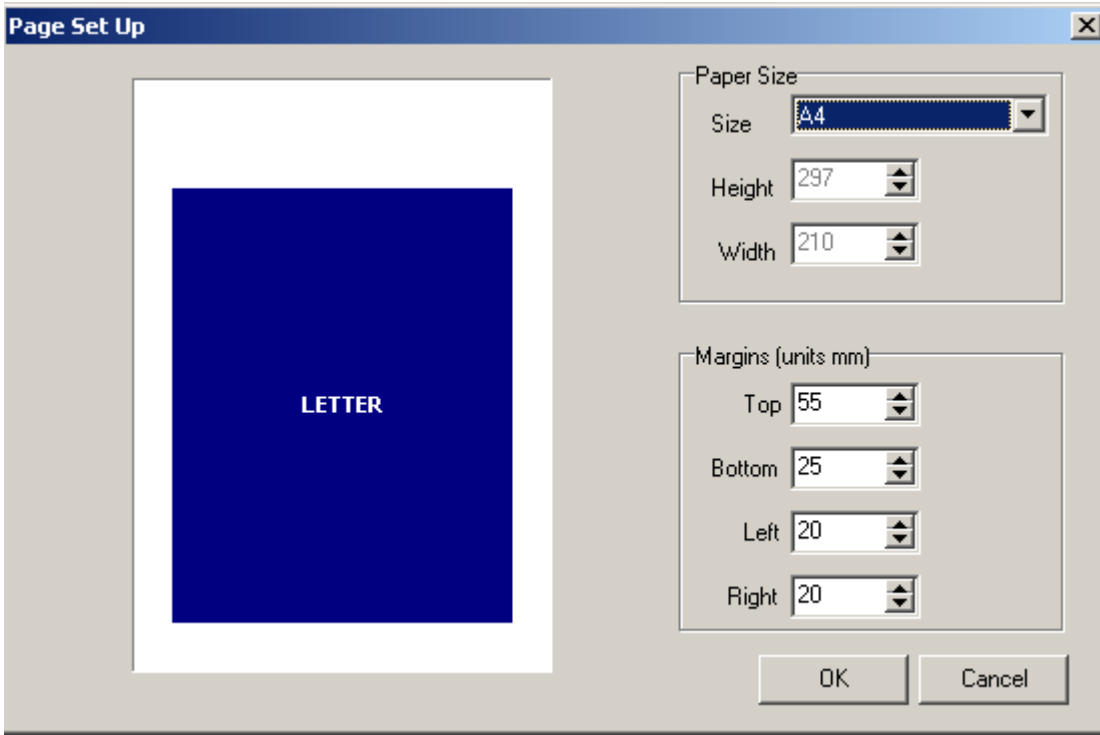 Page Set Up
LETTER
Paper Size
Size A4
Height 297
Width 210
Margins (units mm)
Top 55
Bottom 25
Left 20
Right 20
OK Cancel